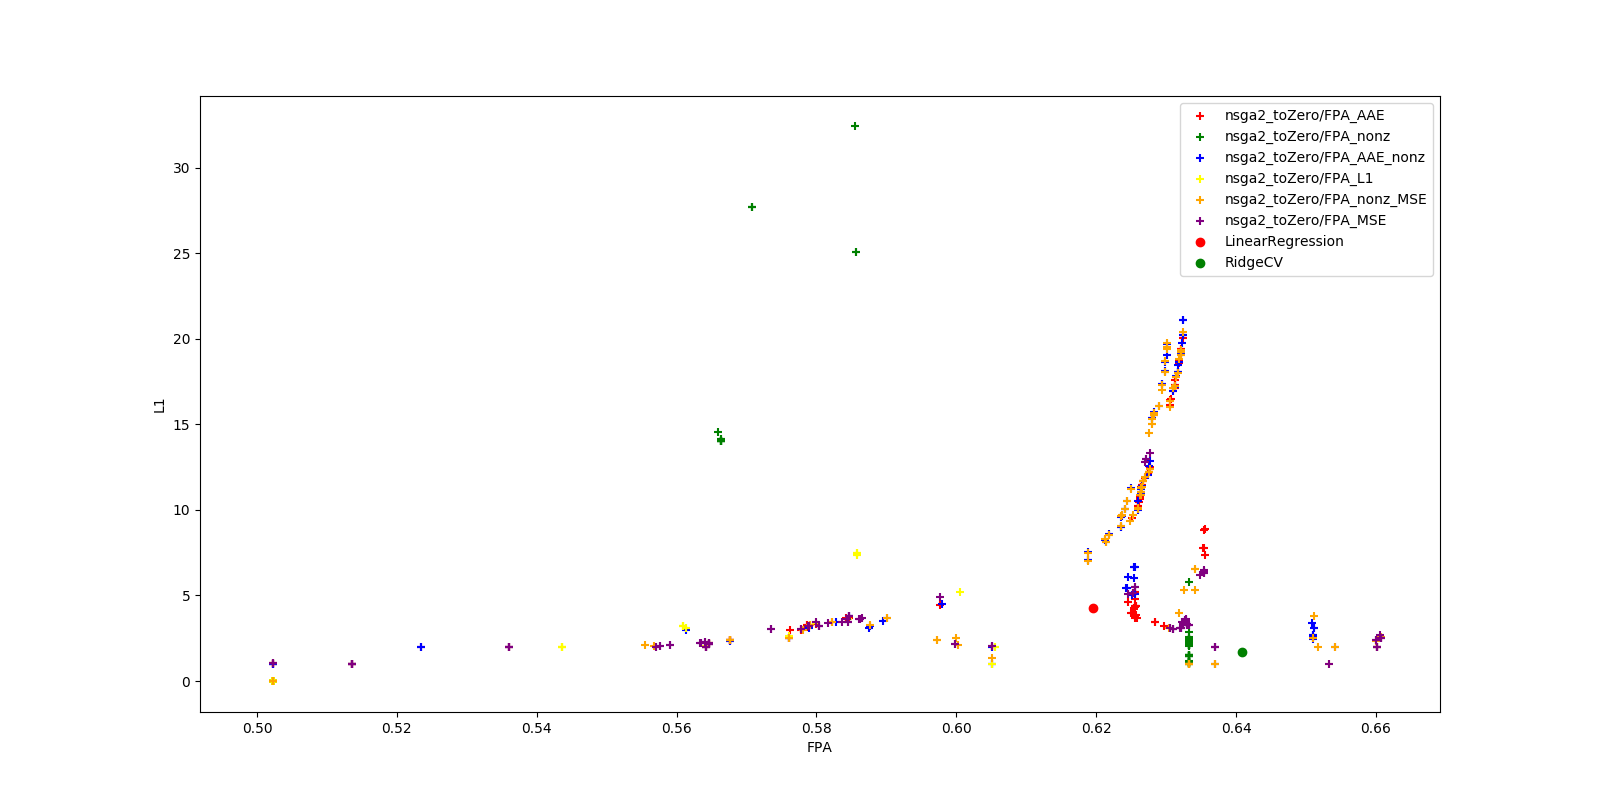 nsga2_toZero/FPA_AAE
nsga2_toZero/FPA_nonz
nsga2_toZero/FPA_AAE_nonz
nsga2_toZero/FPA_L1
nsga2_toZero/FPA_nonz_MSE
nsga2_toZero/FPA_MSE
LinearRegression
RidgeCV
30
25
20
15
10
5
0
L1
0.50 0.52 0.54 0.56 0.58 0.60 0.62 0.64 0.66
FPA